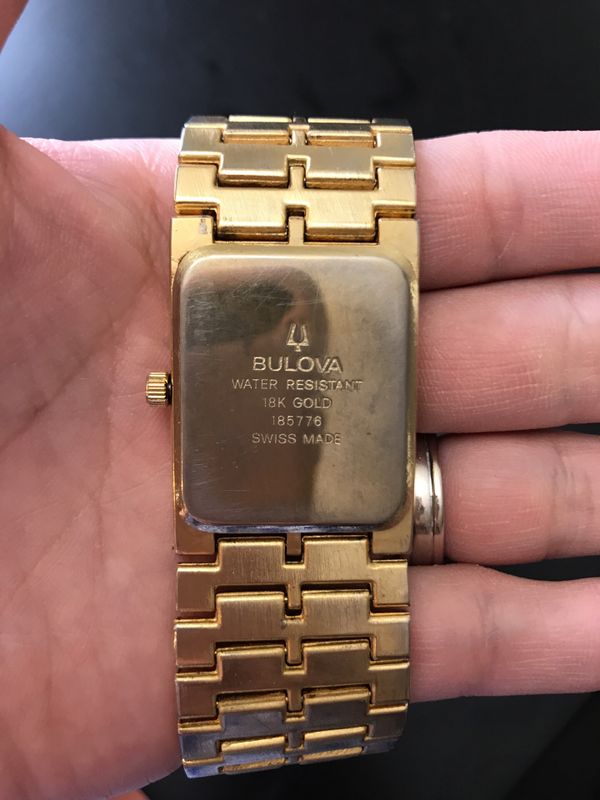 BULOVA
WATER RESISTANT
18K GOLD
185776
SWISS MADE